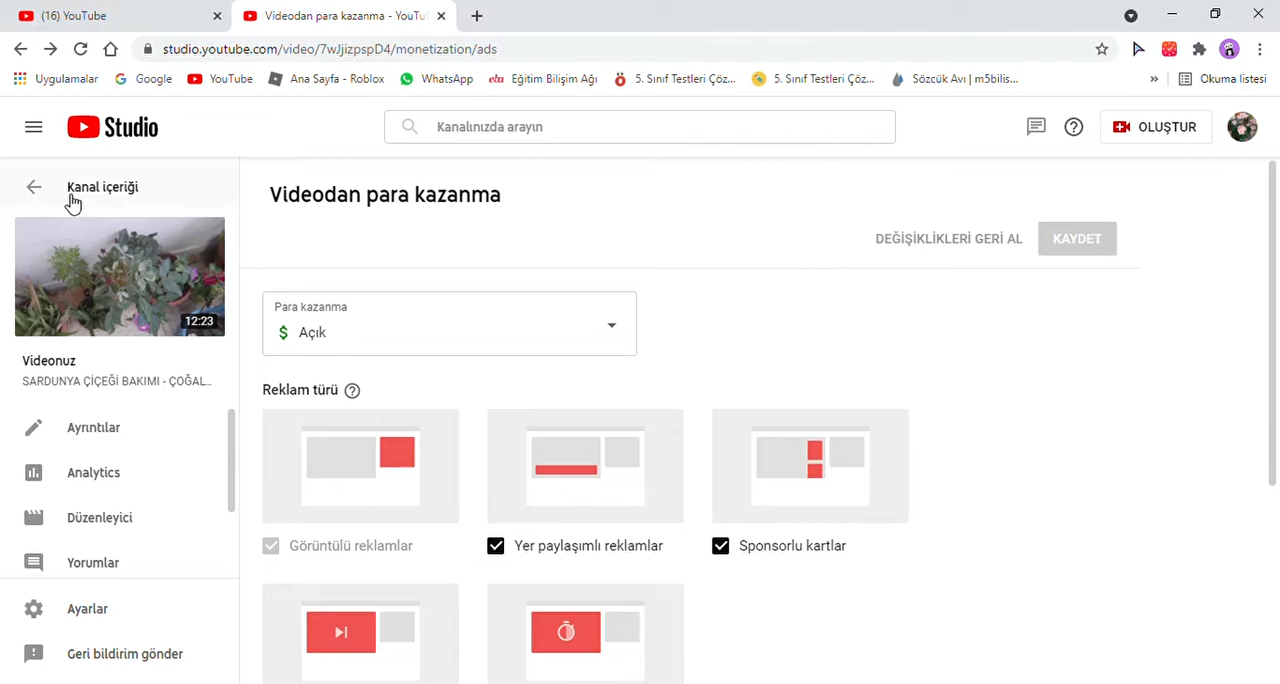 (16) YouTube
Videodan para kazanma - YouTu
studio.youtube.com/video/7wJjizpspD4/monetization/ads
Uygulamalar Google YouTube Ana Sayfa - Roblox WhatsApp eba Eğitim Bilişim Ağı 5. Sınıf Testleri Çöz... 5. Sınıf Testleri Çöz... Sözcük Avı | m5bilis... » Okuma listesi
Studio
Kanalınızda arayın
OLUŞTUR
Kanal içeriği
12:23
Videonuz
SARDUNYA ÇİÇEĞİ BAKIMI - ÇOĞAL...
Ayrıntılar
Analytics
Düzenleyici
Yorumlar
Ayarlar
Geri bildirim gönder
Videodan para kazanma
DEĞİŞİKLİKLERİ GERİ AL KAYDET
Para kazanma
$ Açık
Reklam türü
Görüntülü reklamlar Yer paylaşımlı reklamlar Sponsorlu kartlar